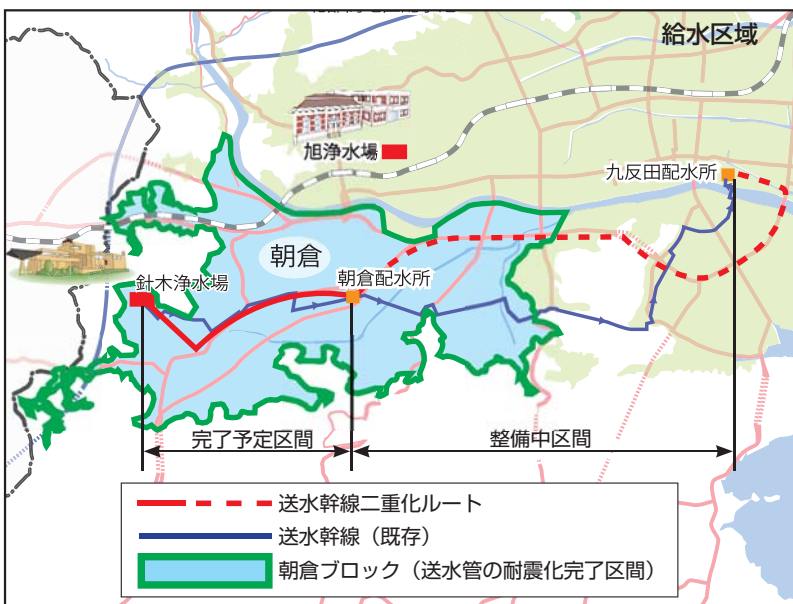 給水区域
旭浄水場
九反田配水所
朝倉
針木浄水場
朝倉配水所
完了予定区間
整備中区間
送水幹線二重化ルート
送水幹線（既存）
朝倉ブロック（送水管の耐震化完了区間）